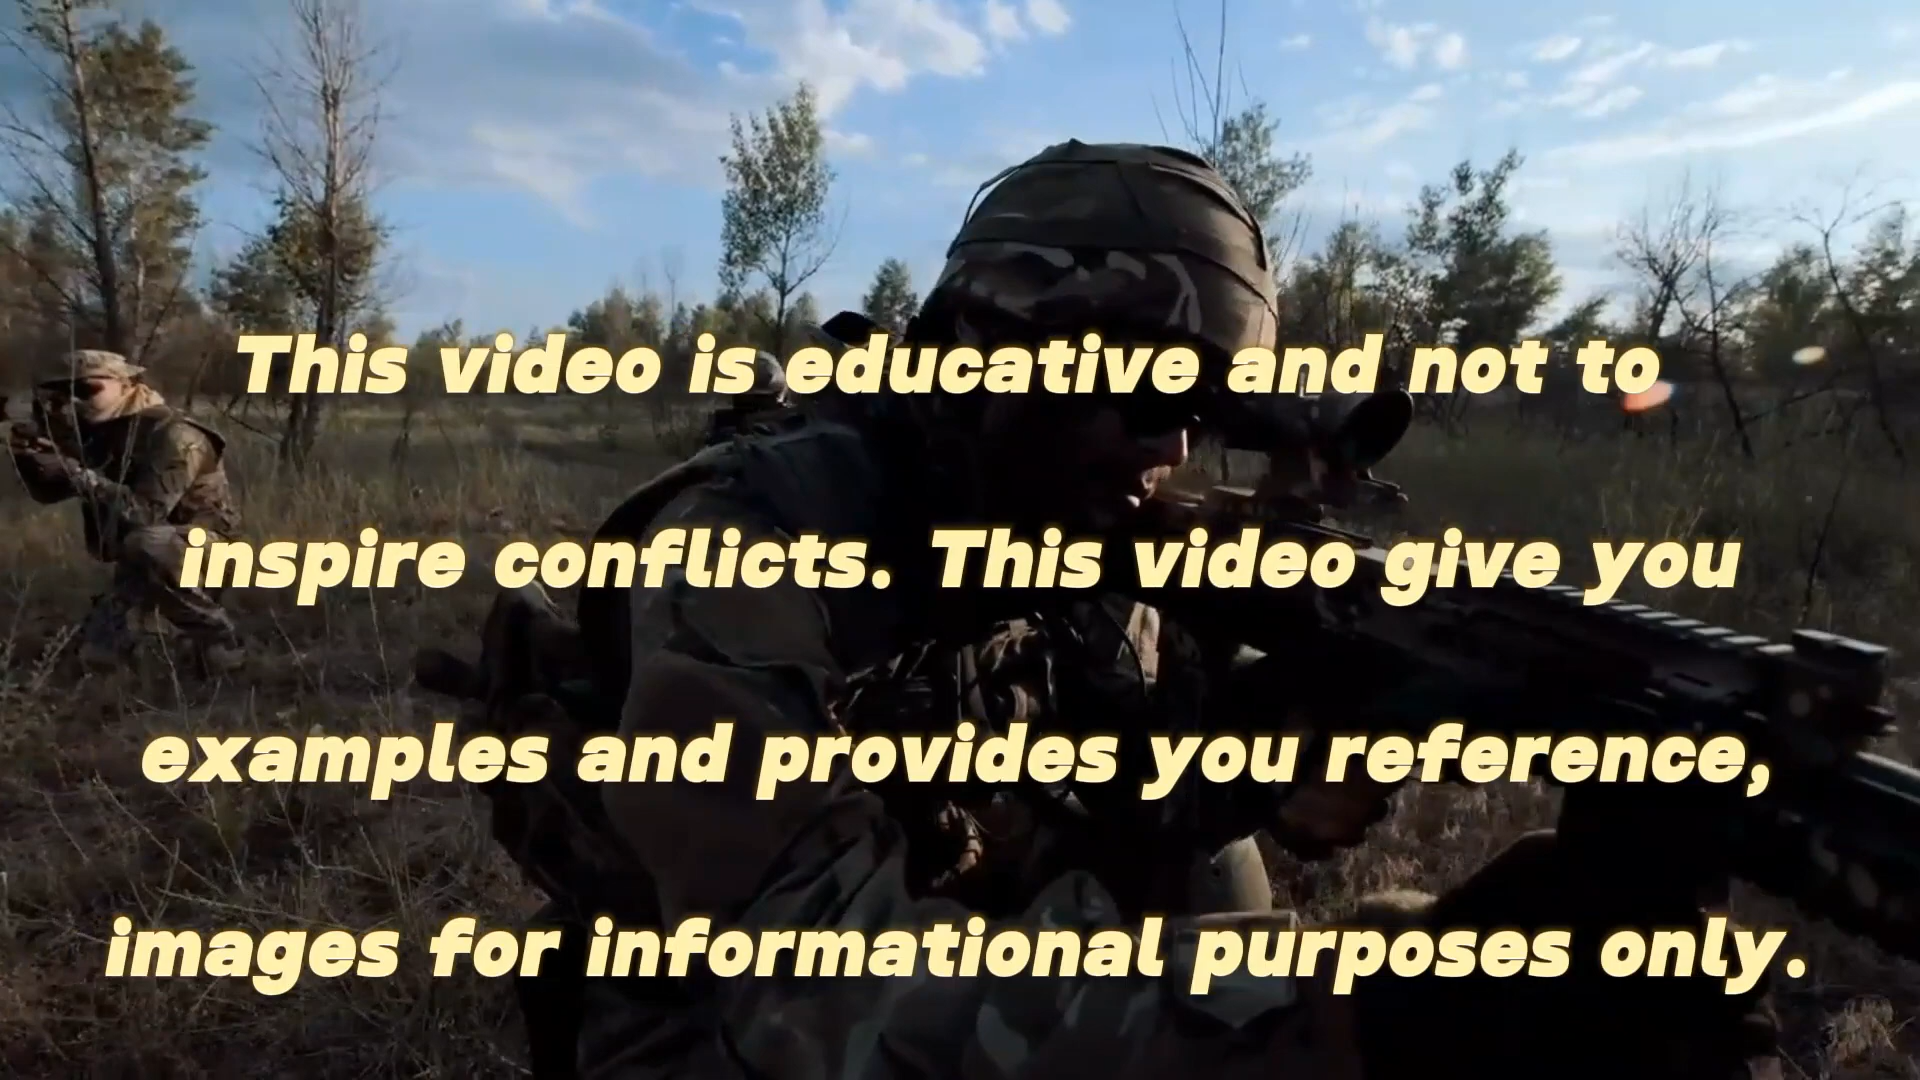 This video is educative and not to
inspire conflicts. This video give you
examples and provides you reference,
images for informational purposes only.